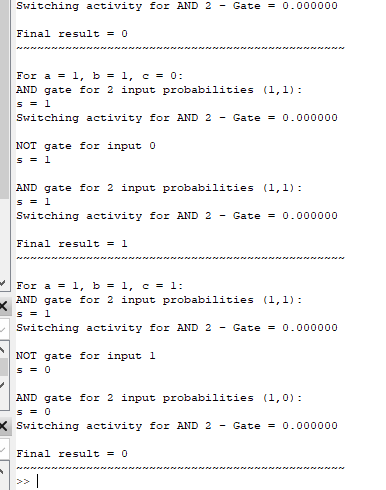 Switching activity for AND 2 - Gate = 0.000000
Final result = 0
~~~~~~~~~~~~~~~~~~~~~~~~~~~~~~~~~~~~~~~~~~~~~~~
For a = 1, b = 1, c = 0:
AND gate for 2 input probabilities (1,1):
s = 1
Switching activity for AND 2 - Gate = 0.000000
NOT gate for input 0
s = 1
AND gate for 2 input probabilities (1,1):
s = 1
Switching activity for AND 2 - Gate = 0.000000
Final result = 1
~~~~~~~~~~~~~~~~~~~~~~~~~~~~~~~~~~~~~~~~~~~~~~~
For a = 1, b = 1, c = 1:
AND gate for 2 input probabilities (1,1):
s = 1
Switching activity for AND 2 - Gate = 0.000000
NOT gate for input 1
s = 0
AND gate for 2 input probabilities (1,0):
s = 0
Switching activity for AND 2 - Gate = 0.000000
Final result = 0
~~~~~~~~~~~~~~~~~~~~~~~~~~~~~~~~~~~~~~~~~~~~~~~
>>